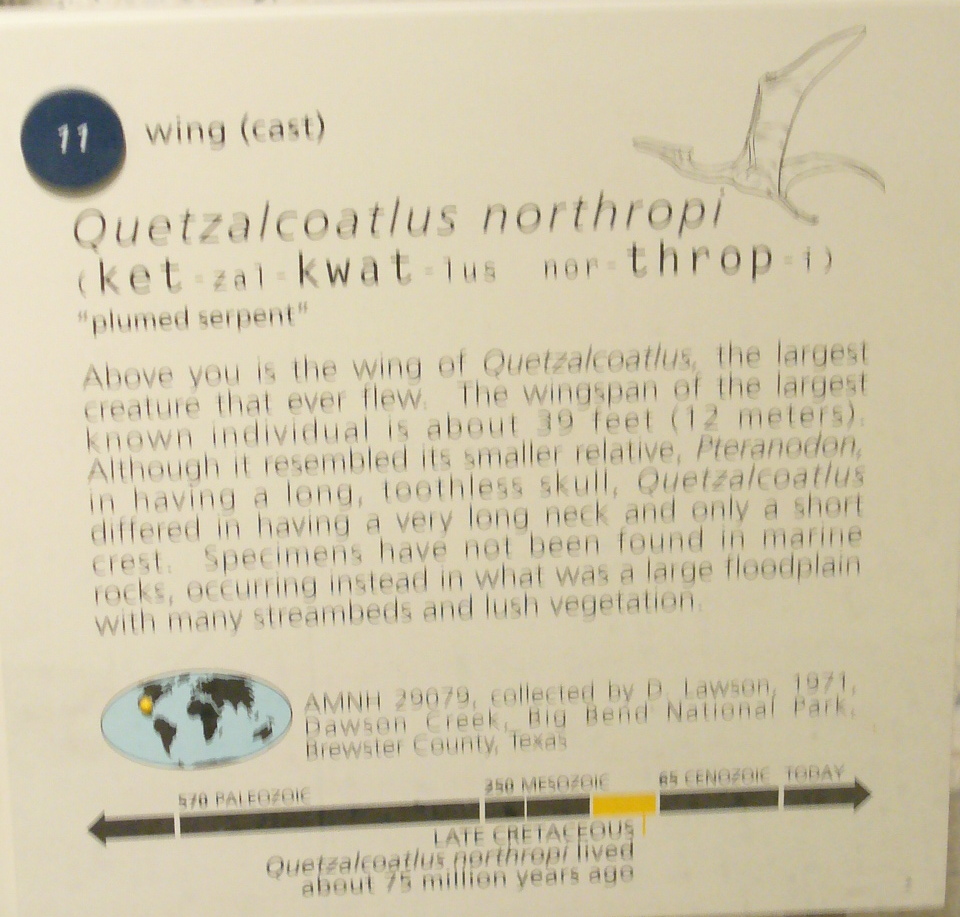 11
wing (cast)
Quetzalcoatlus northropi
(ket-zal-kwat-lus nor-throp-i)
"plumed serpent"
Above you is the wing of Quetzalcoatlus, the largest
creature that ever flew. The wingspan of the largest
known individual is about 39 feet (12 meters).
Although it resembled its smaller relative, Pteranodon,
in having a long, toothless skull, Quetzalcoatlus
differed in having a very long neck and only a short
crest. Specimens have not been found in marine
rocks, occurring instead in what was a large floodplain
with many streambeds and lush vegetation.
AMNH 29079, collected by D. Lawson, 1971,
Dawson Creek, Big Bend National Park,
Brewster County, Texas
570 PALEOZOIC 250 MESOZOIC 65 CENOZOIC TODAY
LATE CRETACEOUS
Quetzalcoatlus northropi lived
about 75 million years ago